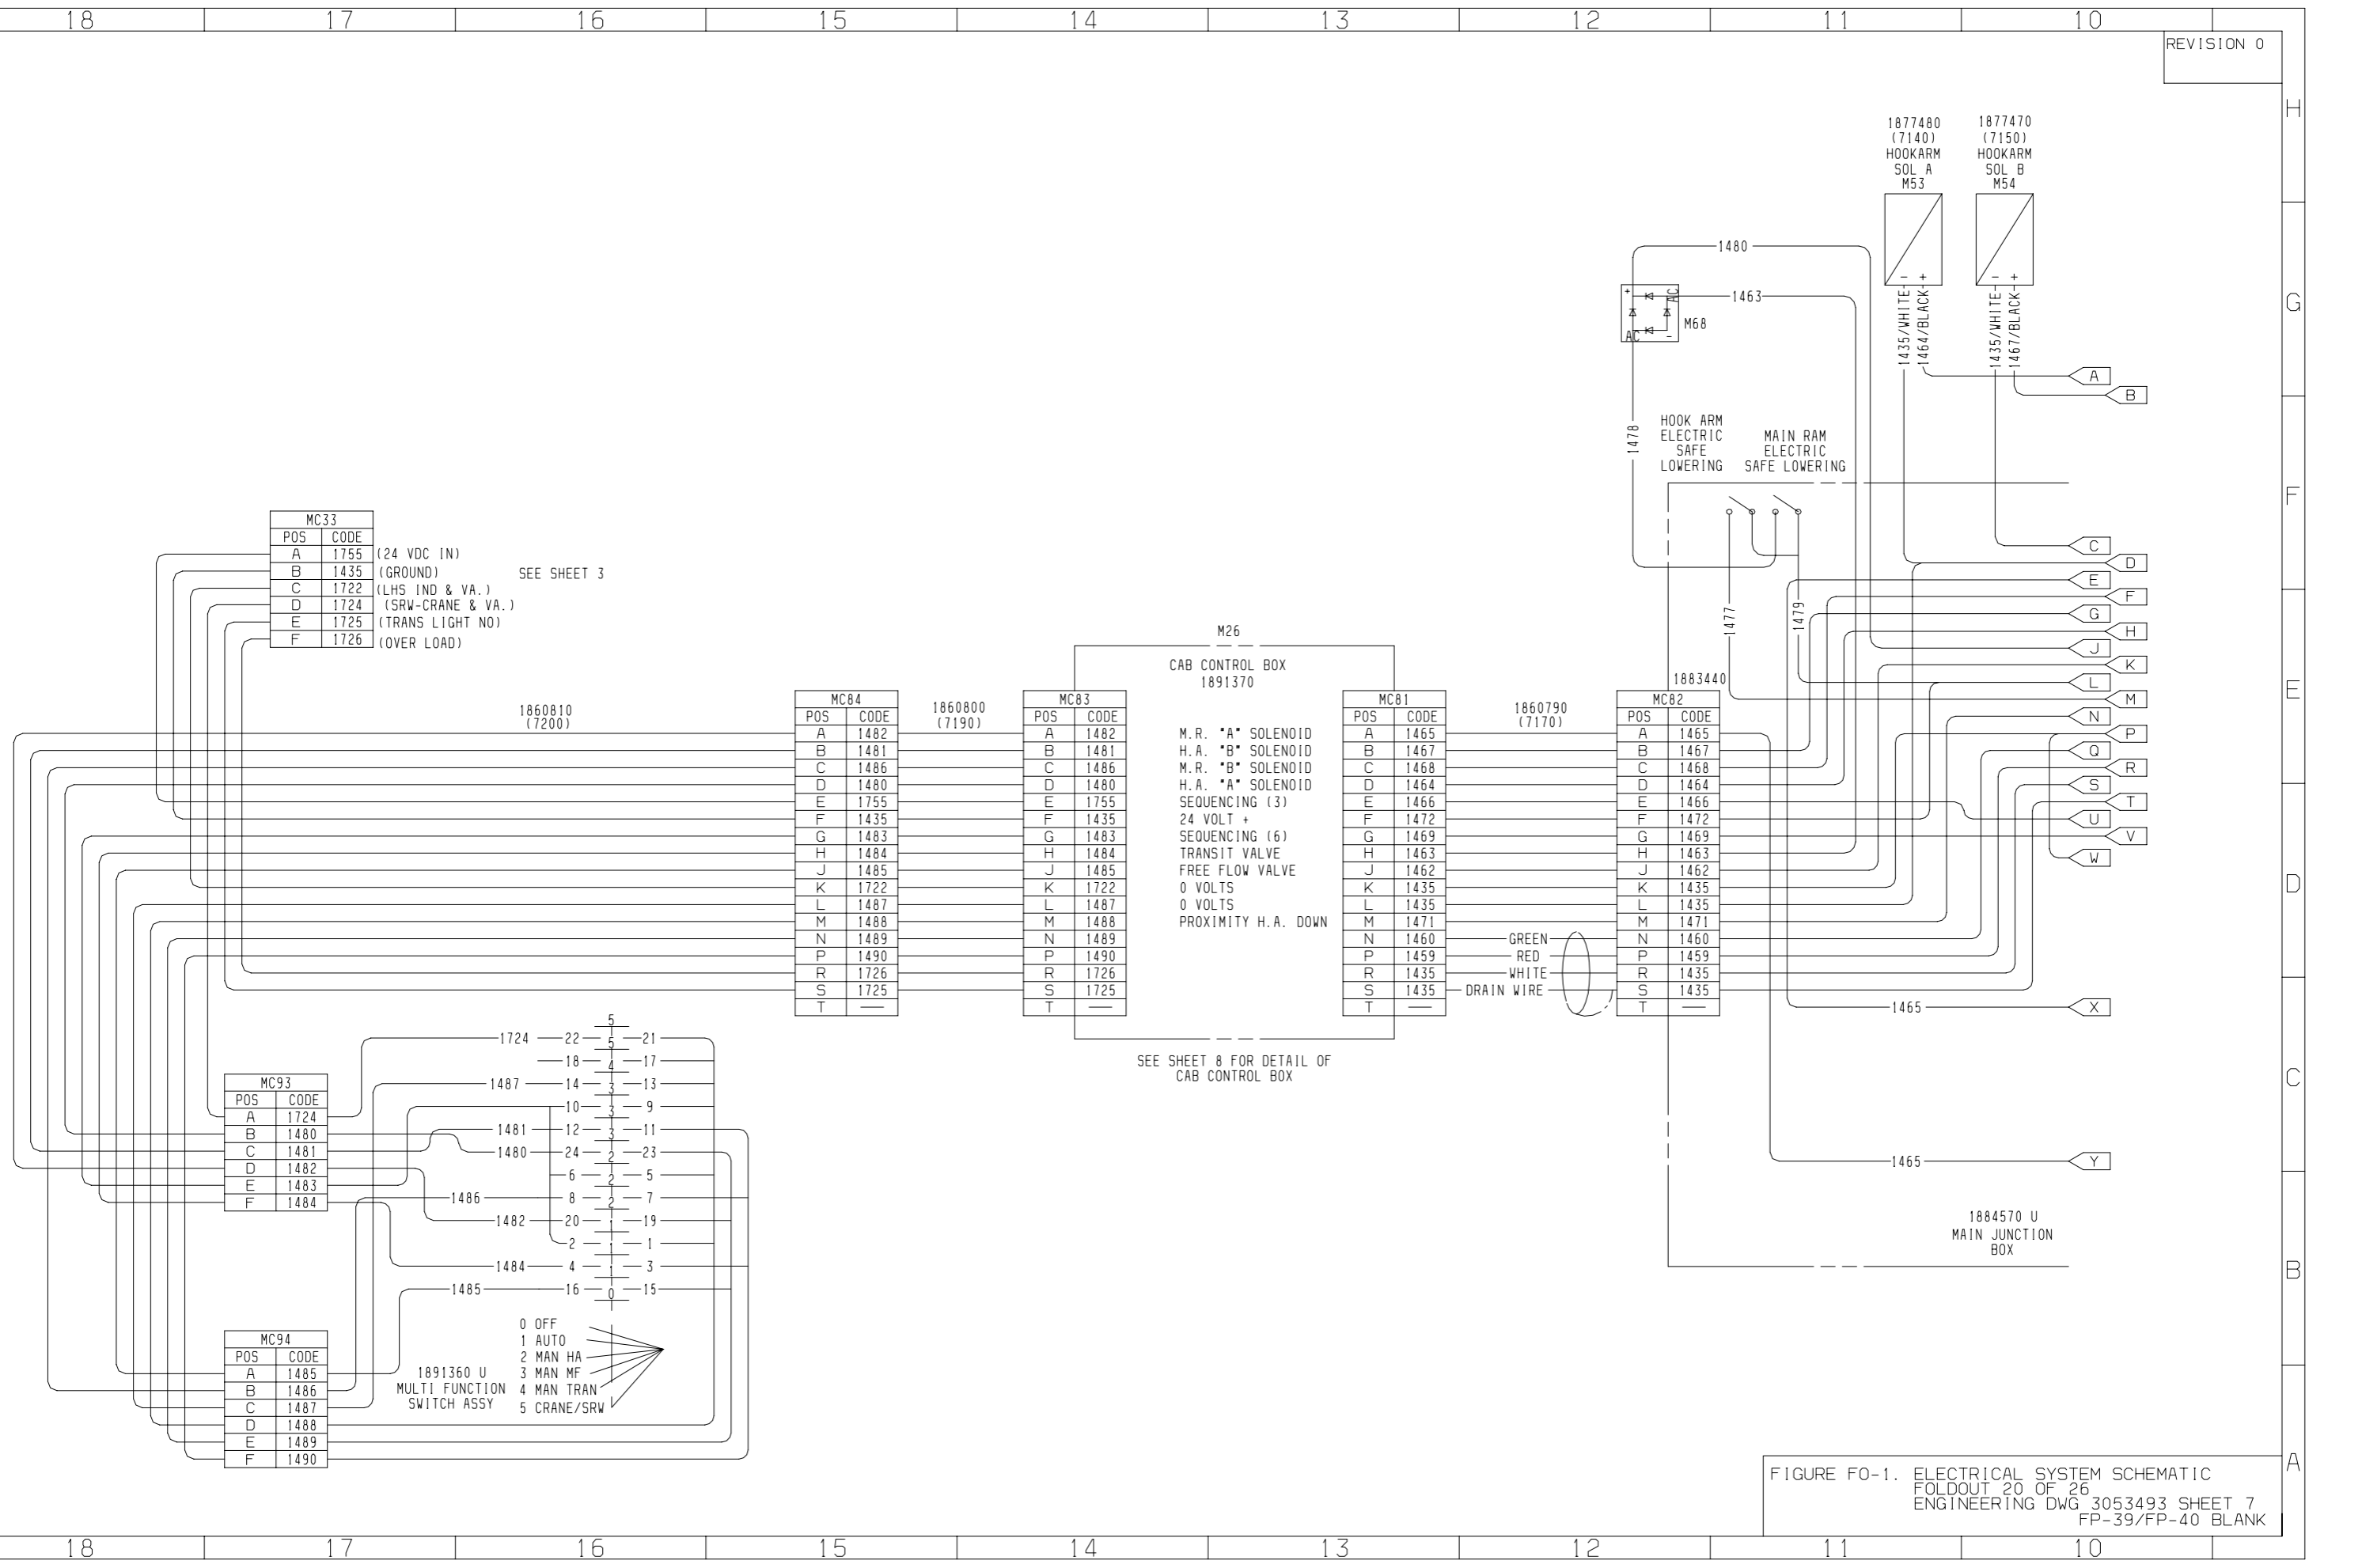 18 17 16 15 14 13 12 11 10
REVISION 0
H
G
F
E
D
C
B
A
1877480
(7140)
HOOKARM
SOL A
M53
1877470
(7150)
HOOKARM
SOL B
M54
- +
- +
1435/WHITE
1464/BLACK
1435/WHITE
1467/BLACK
1480
1463
+ AC
AC -
M68
1478
HOOK ARM
ELECTRIC
SAFE
LOWERING
MAIN RAM
ELECTRIC
SAFE LOWERING
1477
1479
A
B
C
D
E
F
G
H
J
K
L
M
N
P
Q
R
S
T
U
V
W
X
Y
1465
1465
MC33
POS CODE
A 1755 (24 VDC IN)
B 1435 (GROUND)
C 1722 (LHS IND & VA.)
D 1724 (SRW-CRANE & VA.)
E 1725 (TRANS LIGHT NO)
F 1726 (OVER LOAD)
SEE SHEET 3
1860810
(7200)
MC84
POS CODE
A 1482
B 1481
C 1486
D 1480
E 1755
F 1435
G 1483
H 1484
J 1485
K 1722
L 1487
M 1488
N 1489
P 1490
R 1726
S 1725
T —
1860800
(7190)
MC83
POS CODE
A 1482
B 1481
C 1486
D 1480
E 1755
F 1435
G 1483
H 1484
J 1485
K 1722
L 1487
M 1488
N 1489
P 1490
R 1726
S 1725
T —
M26
CAB CONTROL BOX
1891370
M.R. "A" SOLENOID
H.A. "B" SOLENOID
M.R. "B" SOLENOID
H.A. "A" SOLENOID
SEQUENCING (3)
24 VOLT +
SEQUENCING (6)
TRANSIT VALVE
FREE FLOW VALVE
0 VOLTS
0 VOLTS
PROXIMITY H.A. DOWN
SEE SHEET 8 FOR DETAIL OF
CAB CONTROL BOX
MC81
POS CODE
A 1465
B 1467
C 1468
D 1464
E 1466
F 1472
G 1469
H 1463
J 1462
K 1435
L 1435
M 1471
N 1460
P 1459
R 1435
S 1435
T —
1860790
(7170)
GREEN
RED
WHITE
DRAIN WIRE
1883440
MC82
POS CODE
A 1465
B 1467
C 1468
D 1464
E 1466
F 1472
G 1469
H 1463
J 1462
K 1435
L 1435
M 1471
N 1460
P 1459
R 1435
S 1435
T —
1884570 U
MAIN JUNCTION
BOX
MC93
POS CODE
A 1724
B 1480
C 1481
D 1482
E 1483
F 1484
MC94
POS CODE
A 1485
B 1486
C 1487
D 1488
E 1489
F 1490
5
1724 22 5 21
18 4 17
1487 14 3 13
10 3 9
1481 12 3 11
1480 24 2 23
6 2 5
1486 8 2 7
1482 20 1 19
2 1 1
1484 4 1 3
1485 16 0 15
0 OFF
1 AUTO
2 MAN HA
3 MAN MF
4 MAN TRAN
5 CRANE/SRW
1891360 U
MULTI FUNCTION
SWITCH ASSY
FIGURE FO-1. ELECTRICAL SYSTEM SCHEMATIC
FOLDOUT 20 OF 26
ENGINEERING DWG 3053493 SHEET 7
FP-39/FP-40 BLANK
18 17 16 15 14 13 12 11 10